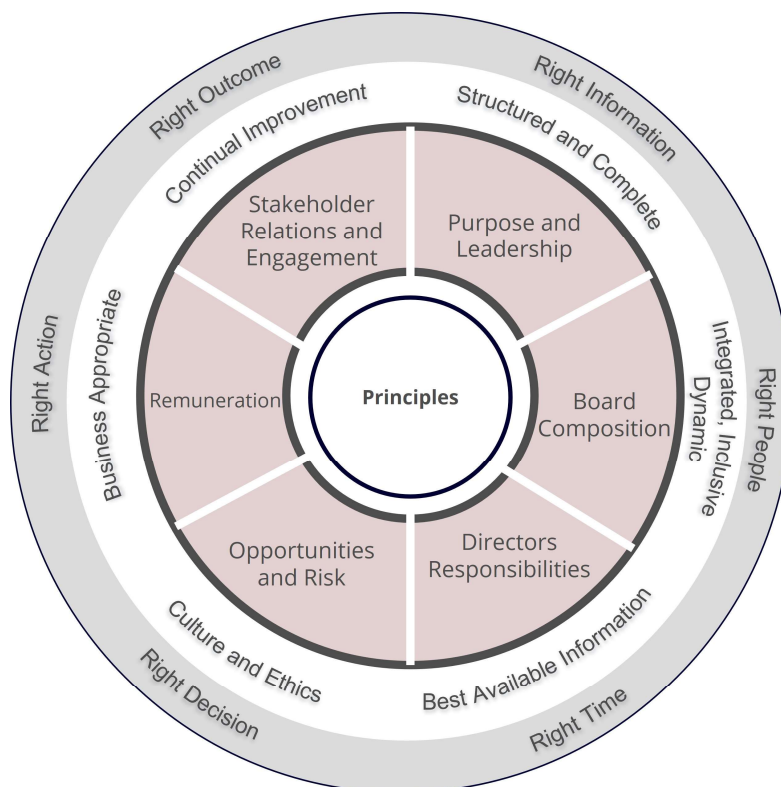 Right Outcome
Right Information
Right People
Right Time
Right Decision
Right Action
Continual Improvement
Structured and Complete
Integrated, Inclusive
Dynamic
Best Available Information
Culture and Ethics
Business Appropriate
Stakeholder
Relations and
Engagement
Purpose and
Leadership
Board
Composition
Directors
Responsibilities
Opportunities
and Risk
Remuneration
Principles